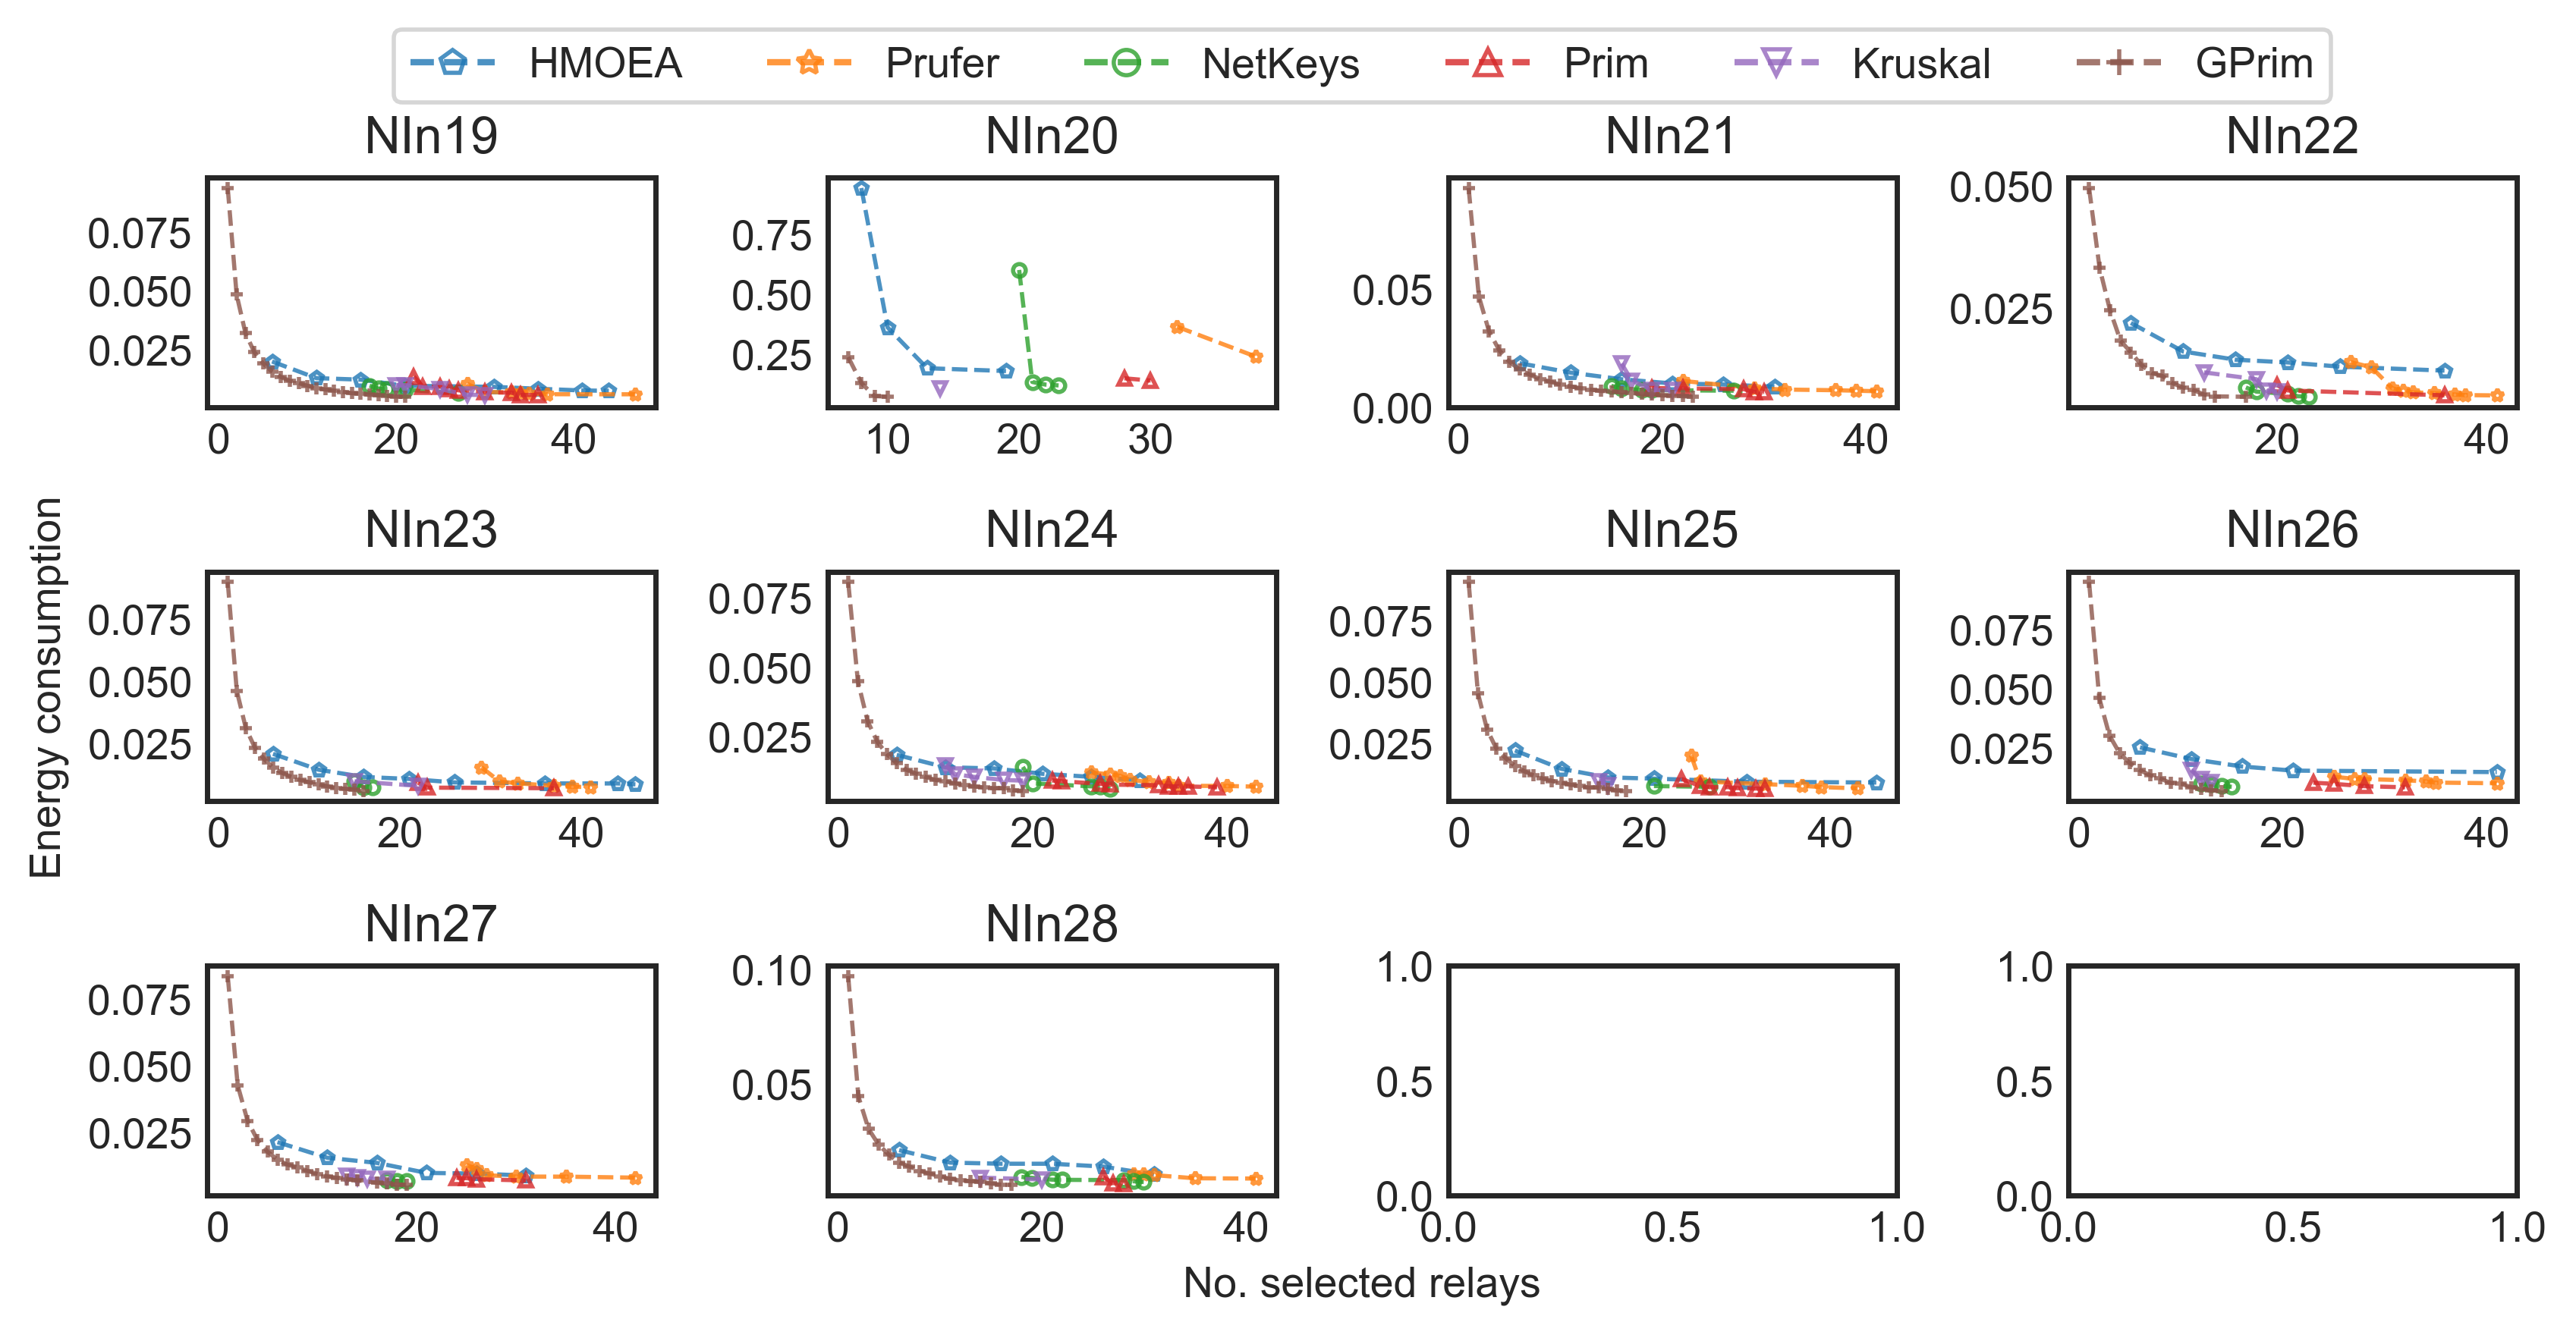 HMOEA Prufer NetKeys Prim Kruskal GPrim
NIn19 NIn20 NIn21 NIn22
0.075 0.050 0.025
0 20 40
0.75 0.50 0.25
10 20 30
0.05 0.00
0 20 40
0.050 0.025
20 40
Energy consumption
NIn23 NIn24 NIn25 NIn26
0.075 0.050 0.025
0 20 40
0.075 0.050 0.025
0 20 40
0.075 0.050 0.025
0 20 40
0.075 0.050 0.025
0 20 40
NIn27 NIn28
0.075 0.050 0.025
0 20 40
0.10 0.05
0 20 40
1.0 0.5 0.0
0.0 0.5 1.0
1.0 0.5 0.0
0.0 0.5 1.0
No. selected relays